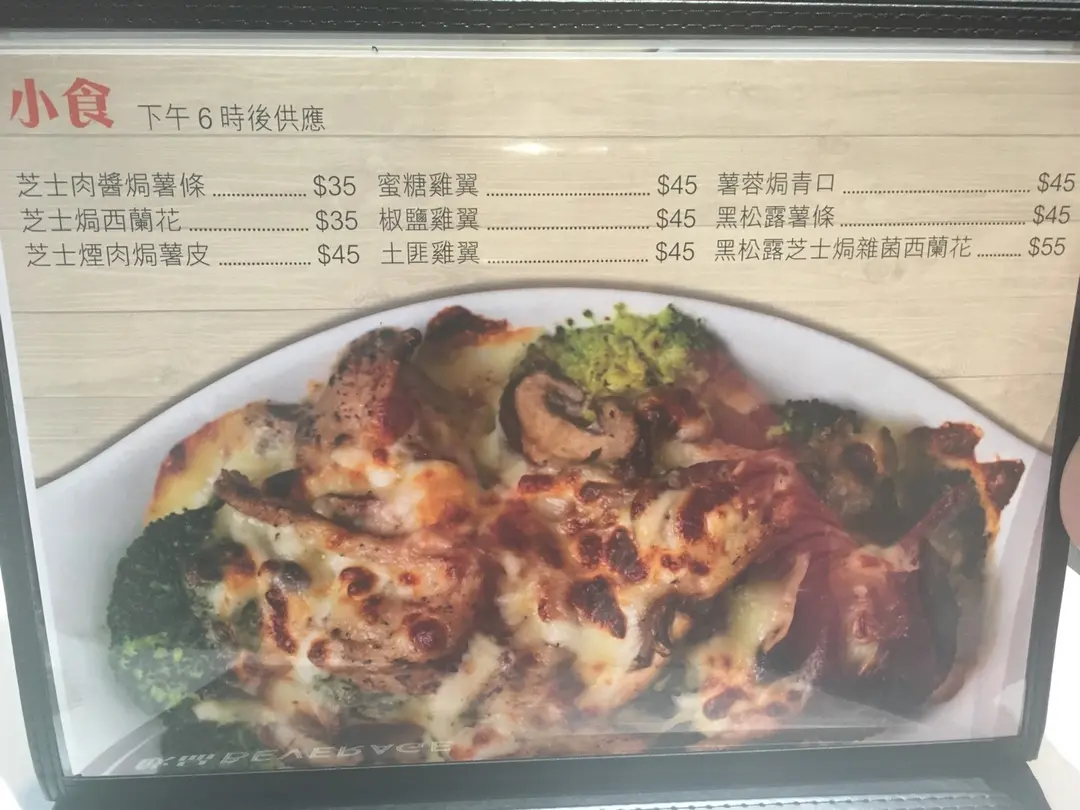 小食 下午6時後供應
芝士肉醬焗薯條 $35
芝士焗西蘭花 $35
芝士煙肉焗薯皮 $45
蜜糖雞翼 $45
椒鹽雞翼 $45
土匪雞翼 $45
薯蓉焗青口 $45
黑松露薯條 $45
黑松露芝士焗雜菌西蘭花 $55
BEVERAGE